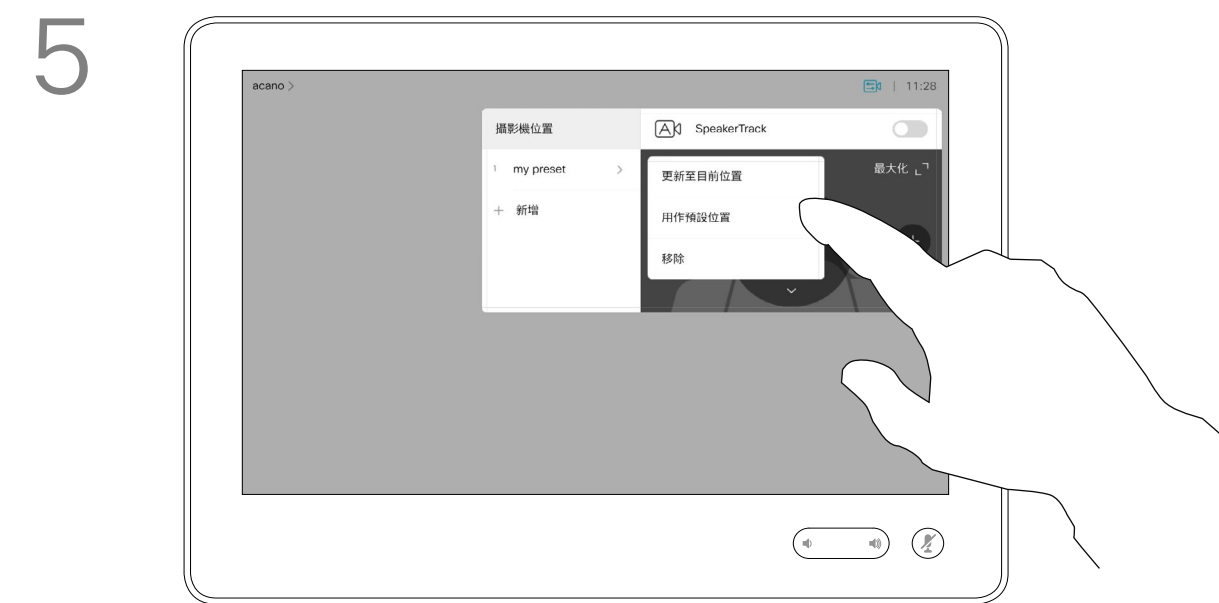 5
acano >
11:28
攝影機位置
SpeakerTrack
1 my preset >
更新至目前位置
最大化
+ 新增
用作預設位置
移除